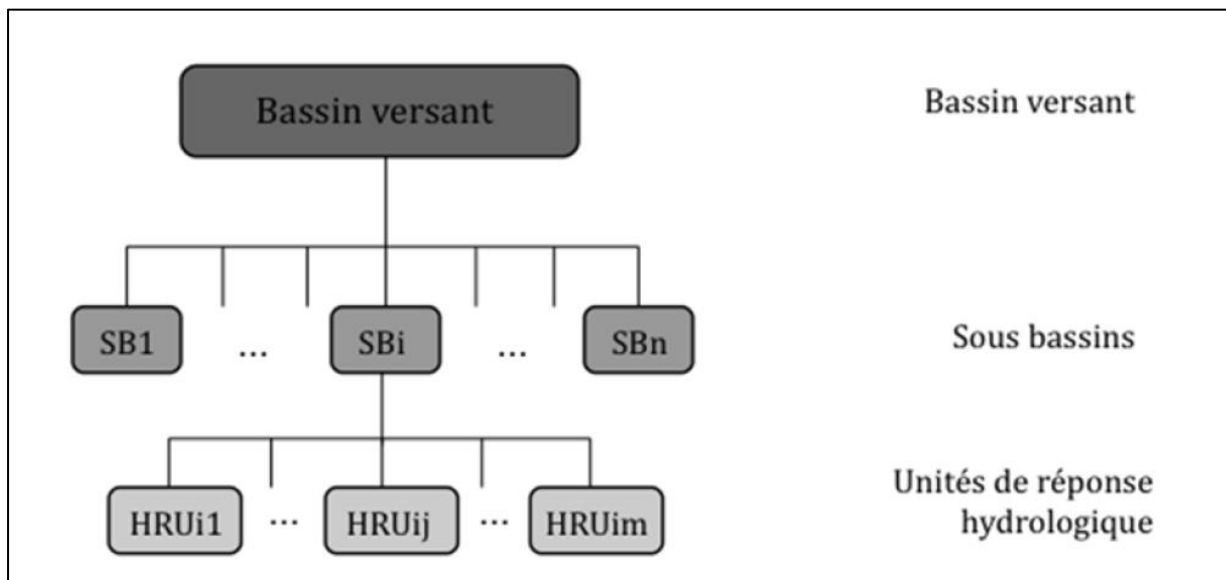 Bassin versant
Bassin versant
SB1
...
SBi
...
SBn
Sous bassins
HRUi1
...
HRUij
...
HRUim
Unités de réponse
hydrologique